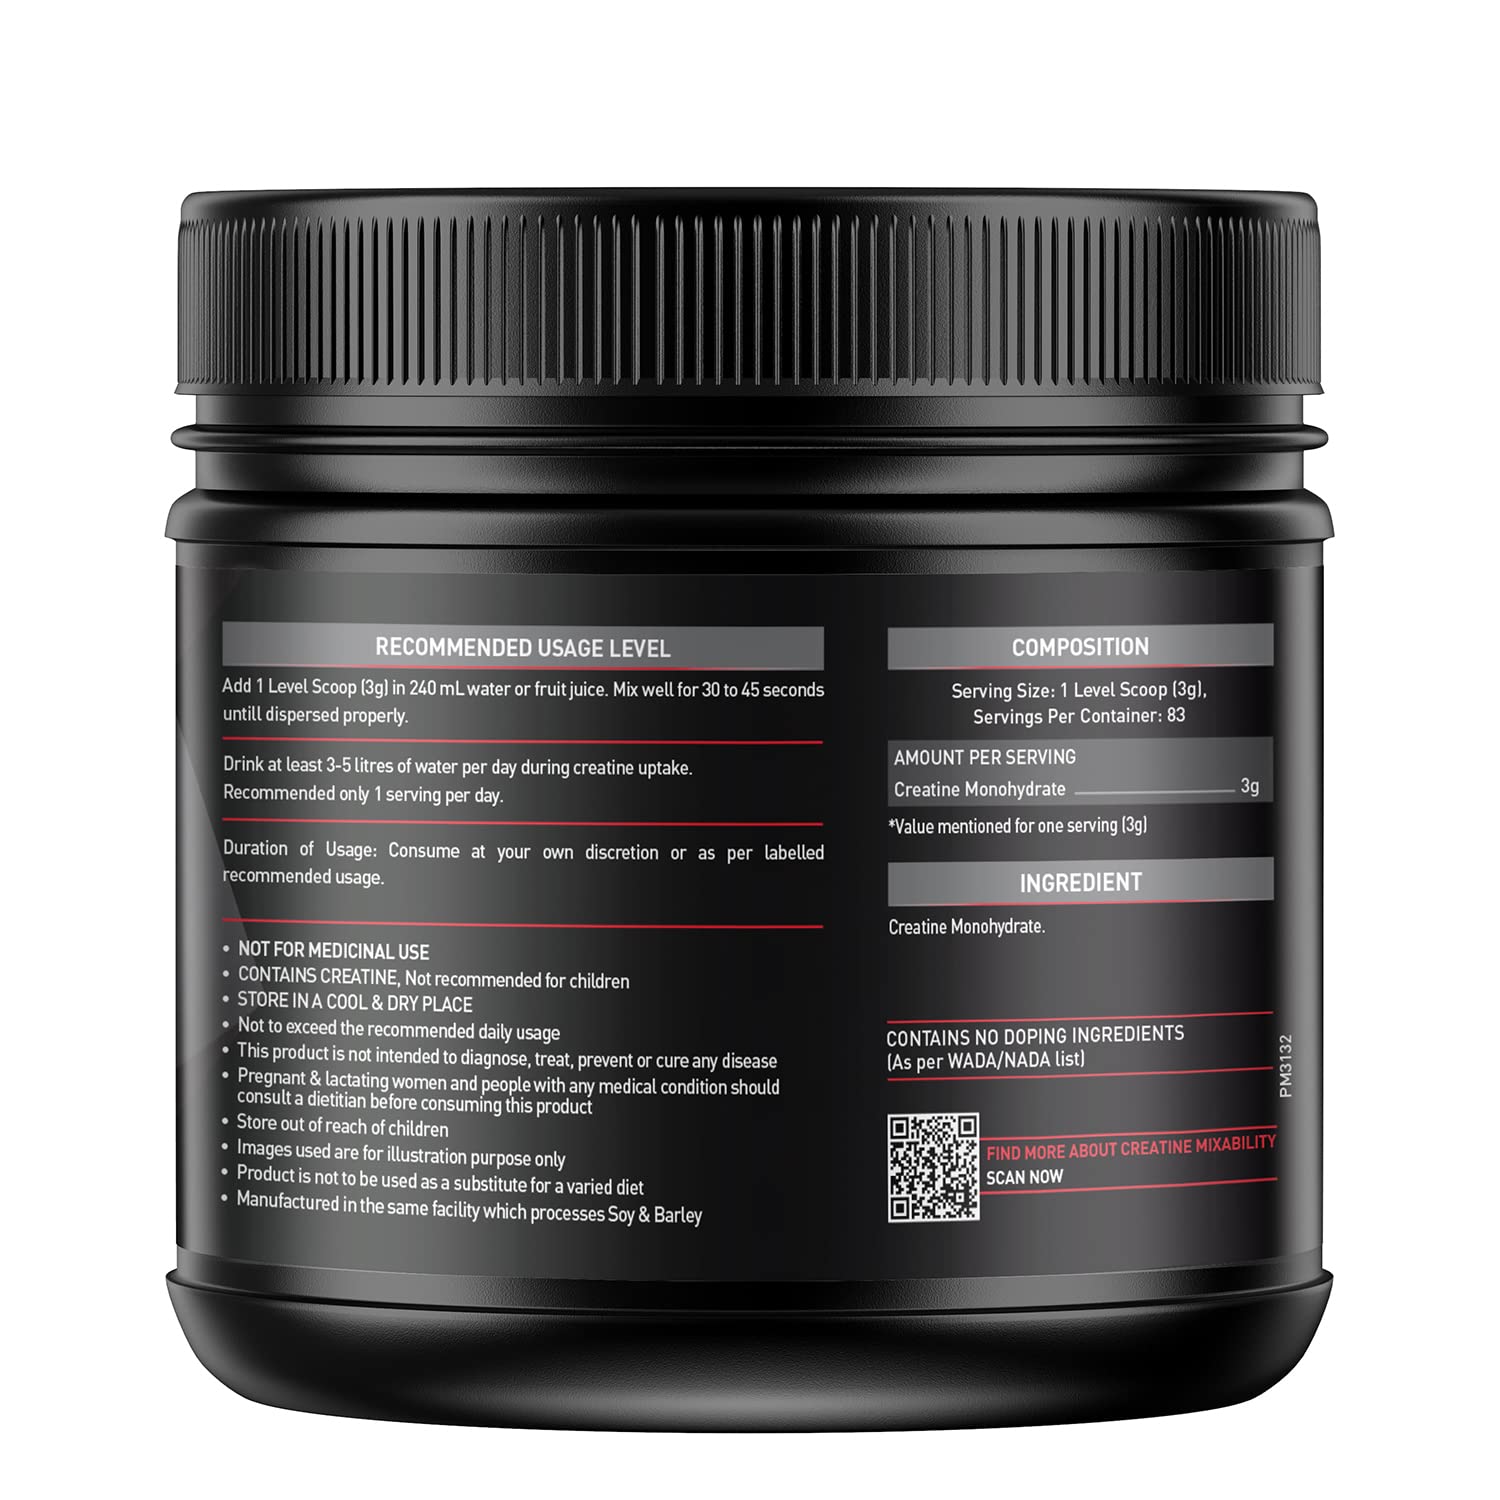 RECOMMENDED USAGE LEVEL
Add 1 Level Scoop (3g) in 240 mL water or fruit juice. Mix well for 30 to 45 seconds
untill dispersed properly.
Drink at least 3-5 litres of water per day during creatine uptake.
Recommended only 1 serving per day.
Duration of Usage: Consume at your own discretion or as per labelled
recommended usage.
• NOT FOR MEDICINAL USE
• CONTAINS CREATINE, Not recommended for children
• STORE IN A COOL & DRY PLACE
• Not to exceed the recommended daily usage
• This product is not intended to diagnose, treat, prevent or cure any disease
• Pregnant & lactating women and people with any medical condition should
consult a dietitian before consuming this product
• Store out of reach of children
• Images used are for illustration purpose only
• Product is not to be used as a substitute for a varied diet
• Manufactured in the same facility which processes Soy & Barley
COMPOSITION
Serving Size: 1 Level Scoop (3g),
Servings Per Container: 83
AMOUNT PER SERVING
Creatine Monohydrate 3g
*Value mentioned for one serving (3g)
INGREDIENT
Creatine Monohydrate.
CONTAINS NO DOPING INGREDIENTS
(As per WADA/NADA list)
FIND MORE ABOUT CREATINE MIXABILITY
SCAN NOW
PM3132